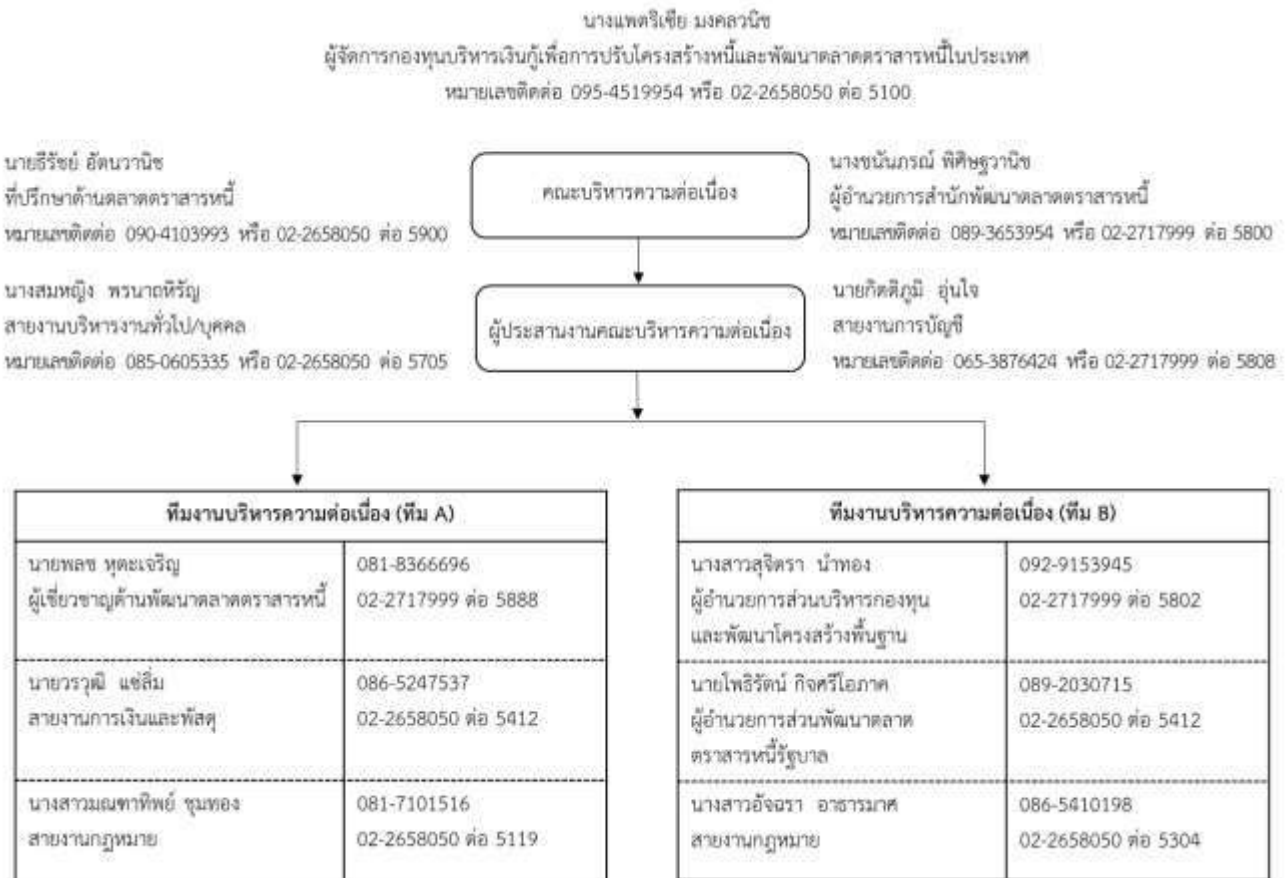 นางแพตริเซีย มงคลวนิช
ผู้จัดการกองทุนบริหารเงินกู้เพื่อการปรับโครงสร้างหนี้และพัฒนาตลาดตราสารหนี้ในประเทศ
หมายเลขติดต่อ 095-4519954 หรือ 02-2658050 ต่อ 5100
นายธีรัชย์ อัตนวานิช
ที่ปรึกษาด้านตลาดตราสารหนี้
หมายเลขติดต่อ 090-4103993 หรือ 02-2658050 ต่อ 5900
คณะบริหารความต่อเนื่อง
นางชนันภรณ์ พิศิษฐวานิช
ผู้อำนวยการสำนักพัฒนาตลาดตราสารหนี้
หมายเลขติดต่อ 089-3653954 หรือ 02-2717999 ต่อ 5800
นางสมหญิง พรนาถหิรัญ
สายงานบริหารงานทั่วไป/บุคคล
หมายเลขติดต่อ 085-0605335 หรือ 02-2658050 ต่อ 5705
ผู้ประสานงานคณะบริหารความต่อเนื่อง
นายกิตติภูมิ อุ่นใจ
สายงานการบัญชี
หมายเลขติดต่อ 065-3876424 หรือ 02-2717999 ต่อ 5808
ทีมงานบริหารความต่อเนื่อง (ทีม A)
นายพลช หุตะเจริญ
ผู้เชี่ยวชาญด้านพัฒนาตลาดตราสารหนี้
081-8366696
02-2717999 ต่อ 5888
นายวรวุฒิ แซ่ลิ่ม
สายงานการเงินและพัสดุ
086-5247537
02-2658050 ต่อ 5412
นางสาวมณฑาทิพย์ ชุมทอง
สายงานกฎหมาย
081-7101516
02-2658050 ต่อ 5119
ทีมงานบริหารความต่อเนื่อง (ทีม B)
นางสาวสุจิตรา นำทอง
ผู้อำนวยการส่วนบริหารกองทุน
และพัฒนาโครงสร้างพื้นฐาน
092-9153945
02-2717999 ต่อ 5802
นายโพธิรัตน์ กิจศรีโอภาค
ผู้อำนวยการส่วนพัฒนาตลาด
ตราสารหนี้รัฐบาล
089-2030715
02-2658050 ต่อ 5412
นางสาวอัจฉรา อาธารมาศ
สายงานกฎหมาย
086-5410198
02-2658050 ต่อ 5304